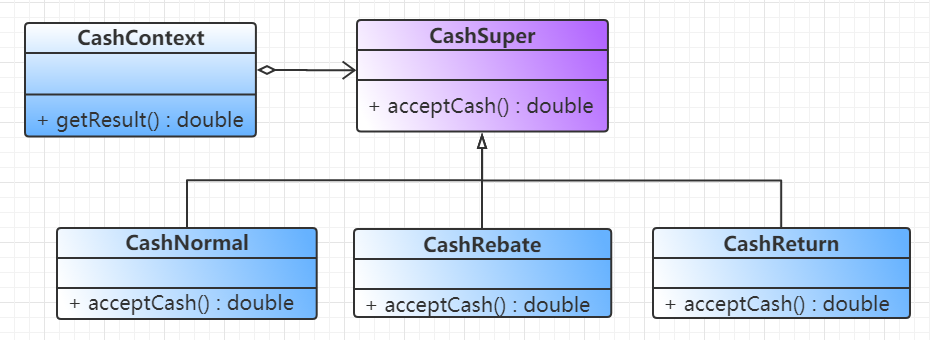 CashContext
+ getResult() : double
CashSuper
+ acceptCash() : double
CashNormal
+ acceptCash() : double
CashRebate
+ acceptCash() : double
CashReturn
+ acceptCash() : double